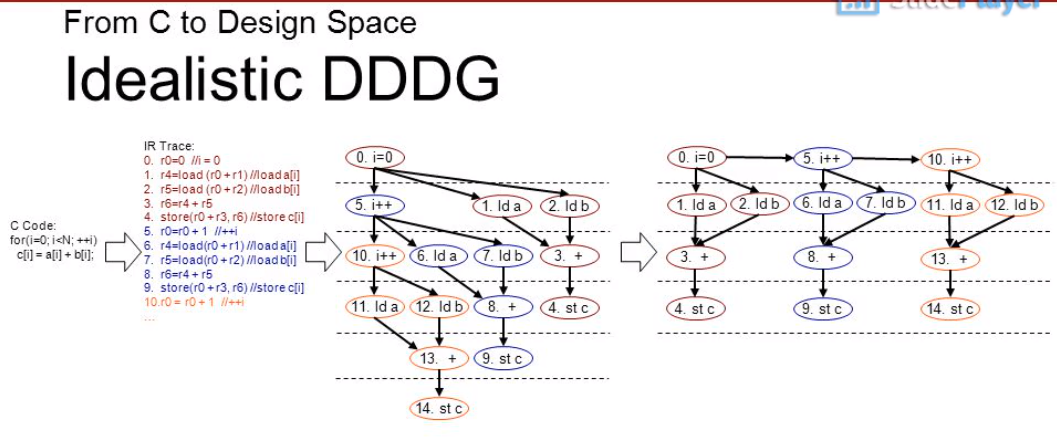 From C to Design Space
Idealistic DDDG
C Code:
for(i=0; i<N; ++i)
c[i] = a[i] + b[i];
IR Trace:
0. r0=0 //i = 0
1. r4=load (r0 + r1) //load a[i]
2. r5=load (r0 + r2) //load b[i]
3. r6=r4 + r5
4. store(r0 + r3, r6) //store c[i]
5. r0=r0 + 1 //++i
6. r4=load(r0 + r1) //load a[i]
7. r5=load(r0 + r2) //load b[i]
8. r6=r4 + r5
9. store(r0 + r3, r6) //store c[i]
10.r0 = r0 + 1 //++i
...
0. i=0
5. i++
1. ld a
2. ld b
10. i++
6. ld a
7. ld b
3. +
11. ld a
12. ld b
8. +
4. st c
13. +
9. st c
14. st c
0. i=0
5. i++
10. i++
1. ld a
2. ld b
6. ld a
7. ld b
11. ld a
12. ld b
3. +
8. +
13. +
4. st c
9. st c
14. st c